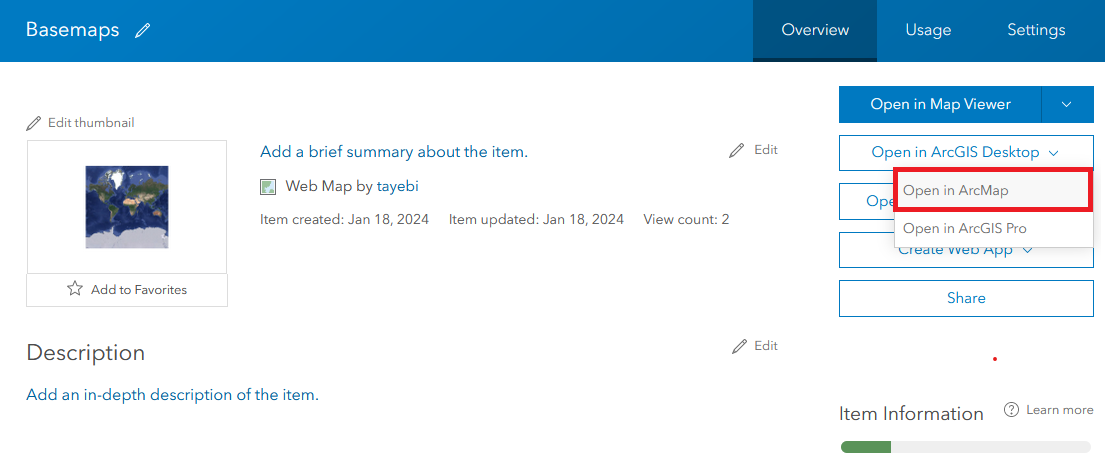 Basemaps
Overview
Usage
Settings
Edit thumbnail
Add to Favorites
Add a brief summary about the item.
Edit
Web Map by tayebi
Item created: Jan 18, 2024 Item updated: Jan 18, 2024 View count: 2
Description
Edit
Add an in-depth description of the item.
Open in Map Viewer
Open in ArcGIS Desktop
Open in ArcMap
Ope
Open in ArcGIS Pro
Create Web App
Share
Item Information
Learn more